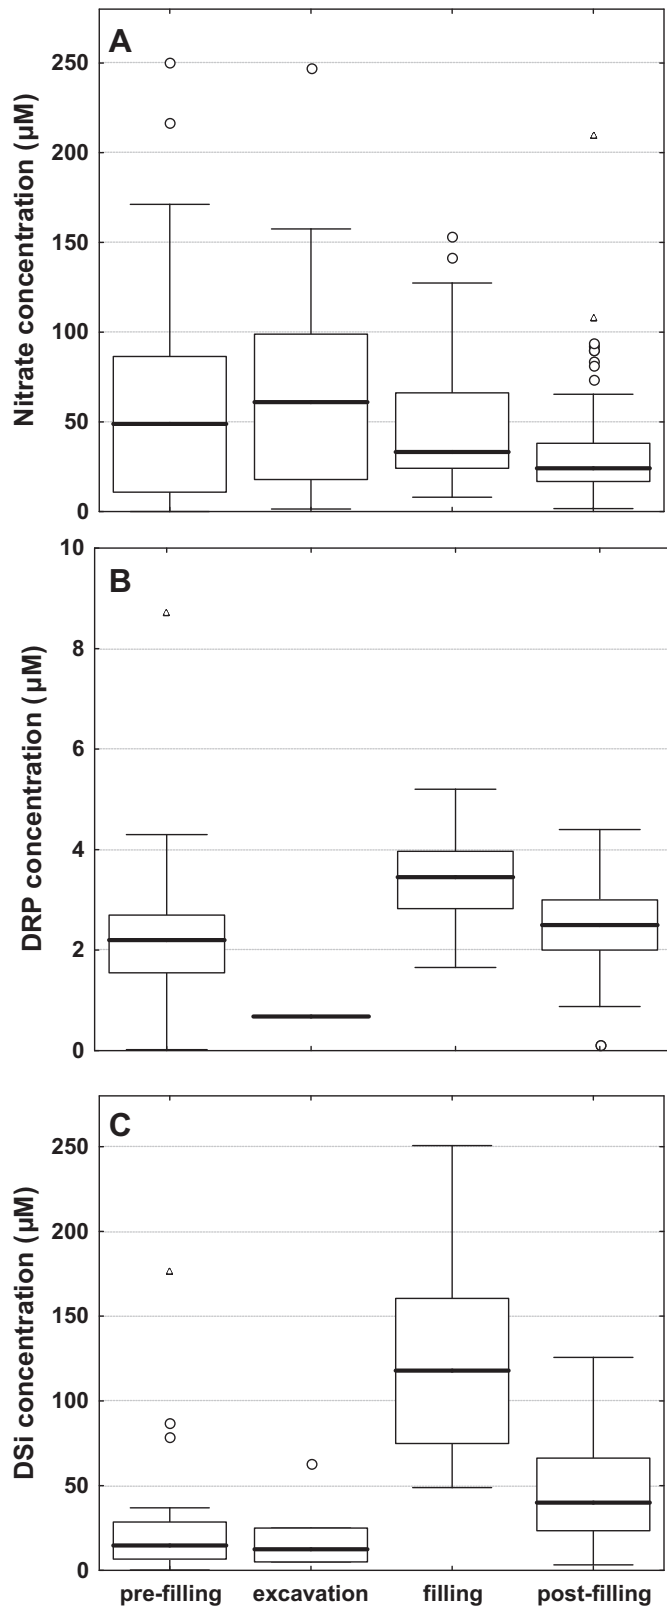 A
Nitrate concentration (µM)
250
200
150
100
50
0
B
DRP concentration (µM)
10
8
6
4
2
0
C
DSi concentration (µM)
250
200
150
100
50
0
pre-filling excavation filling post-filling